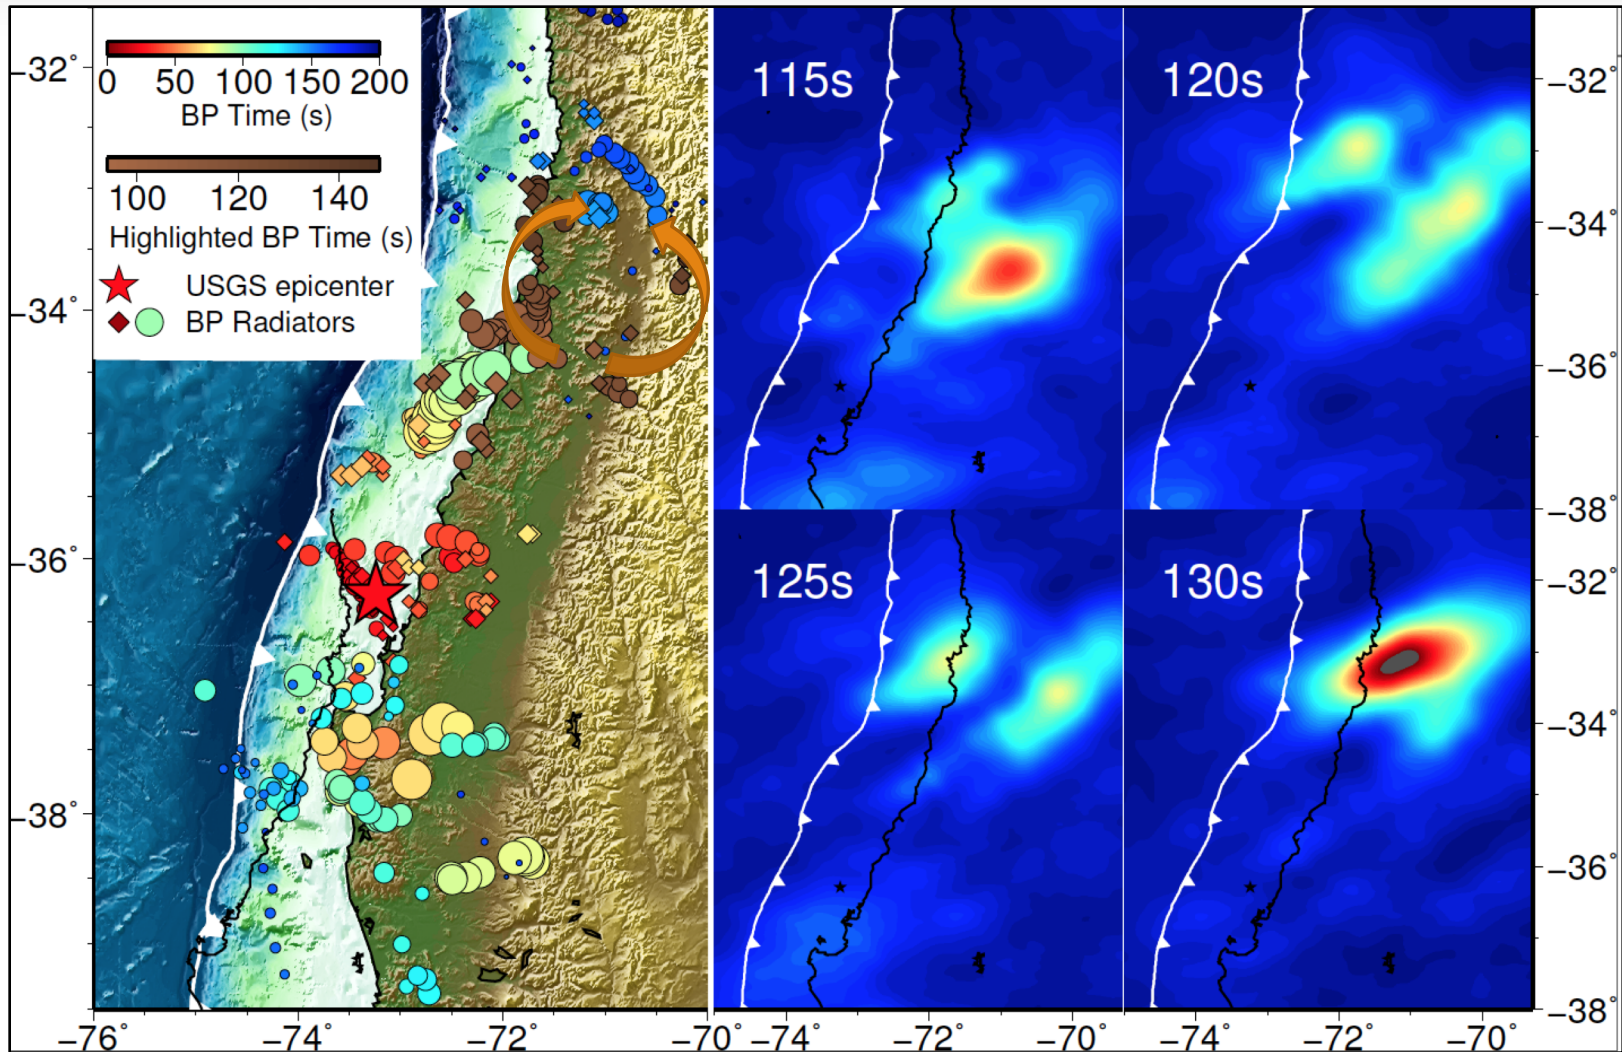 0 50 100 150 200
BP Time (s)
100 120 140
Highlighted BP Time (s)
USGS epicenter
BP Radiators
−32°
−34°
−36°
−38°
−76° −74° −72° −70°
115s
120s
125s
130s
−32°
−34°
−36°
−38°
−32°
−34°
−36°
−38°
−74° −72° −70°
−74° −72° −70°